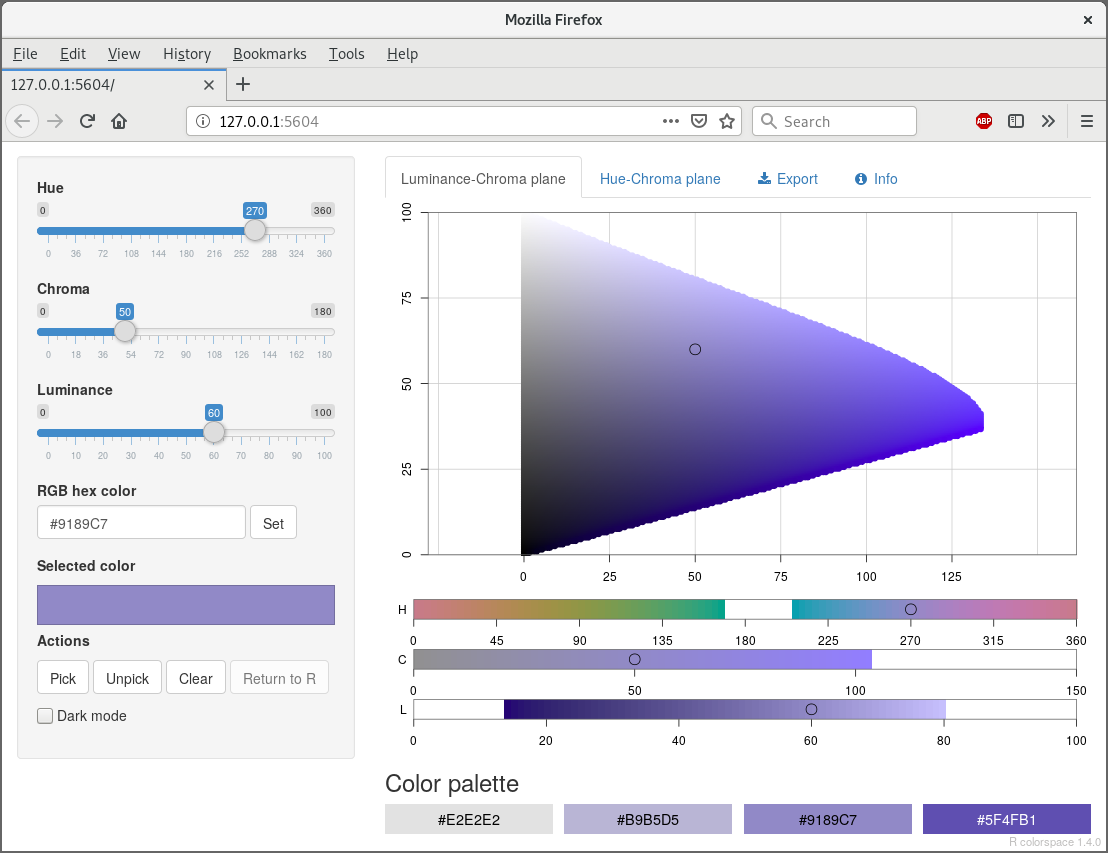 Mozilla Firefox
File Edit View History Bookmarks Tools Help
127.0.0.1:5604/
127.0.0.1:5604
Search
ABP
Hue
0 270 360
0 36 72 108 144 180 216 252 288 324 360
Chroma
0 50 180
0 18 36 54 72 90 108 126 144 162 180
Luminance
0 60 100
0 10 20 30 40 50 60 70 80 90 100
RGB hex color
#9189C7 Set
Selected color
Actions
Pick Unpick Clear Return to R
Dark mode
Luminance-Chroma plane Hue-Chroma plane Export Info
100
75
50
25
0
0 25 50 75 100 125
H
0 45 90 135 180 225 270 315 360
C
0 50 100 150
L
0 20 40 60 80 100
Color palette
#E2E2E2 #B9B5D5 #9189C7 #5F4FB1
R colorspace 1.4.0